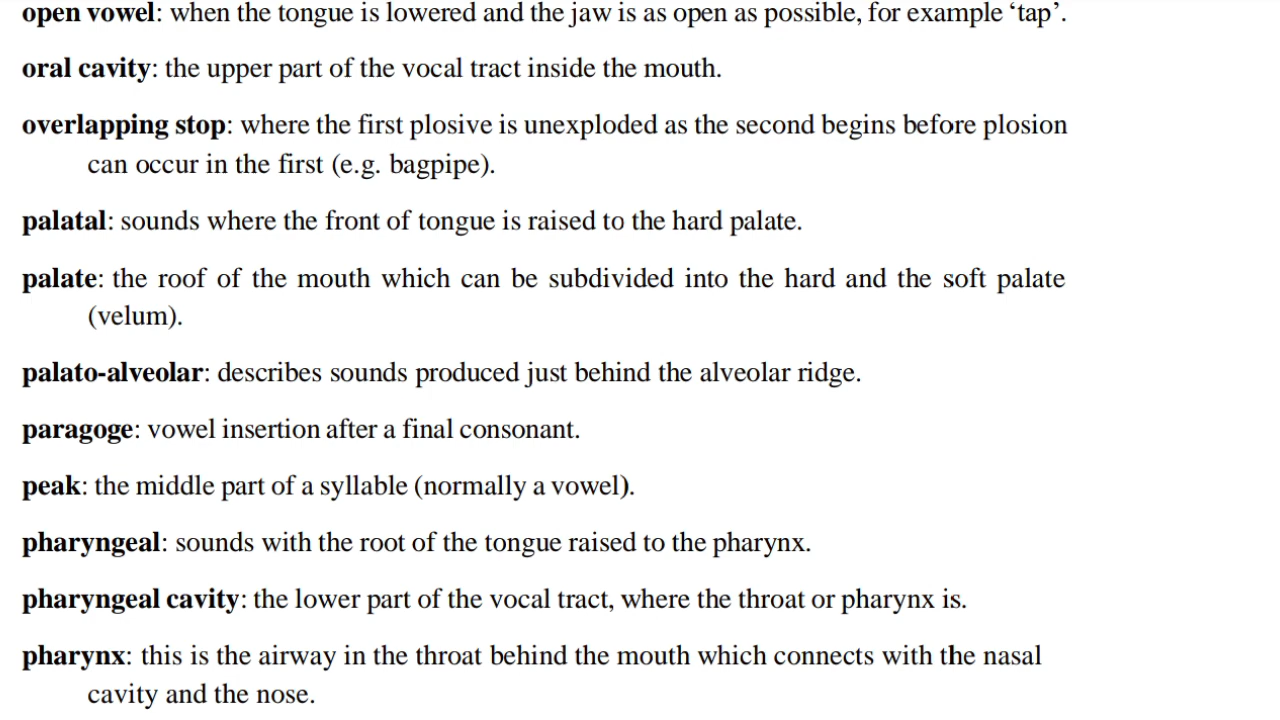 open vowel: when the tongue is lowered and the jaw is as open as possible, for example ‘tap’.
oral cavity: the upper part of the vocal tract inside the mouth.
overlapping stop: where the first plosive is unexploded as the second begins before plosion
can occur in the first (e.g. bagpipe).
palatal: sounds where the front of tongue is raised to the hard palate.
palate: the roof of the mouth which can be subdivided into the hard and the soft palate
(velum).
palato-alveolar: describes sounds produced just behind the alveolar ridge.
paragoge: vowel insertion after a final consonant.
peak: the middle part of a syllable (normally a vowel).
pharyngeal: sounds with the root of the tongue raised to the pharynx.
pharyngeal cavity: the lower part of the vocal tract, where the throat or pharynx is.
pharynx: this is the airway in the throat behind the mouth which connects with the nasal
cavity and the nose.